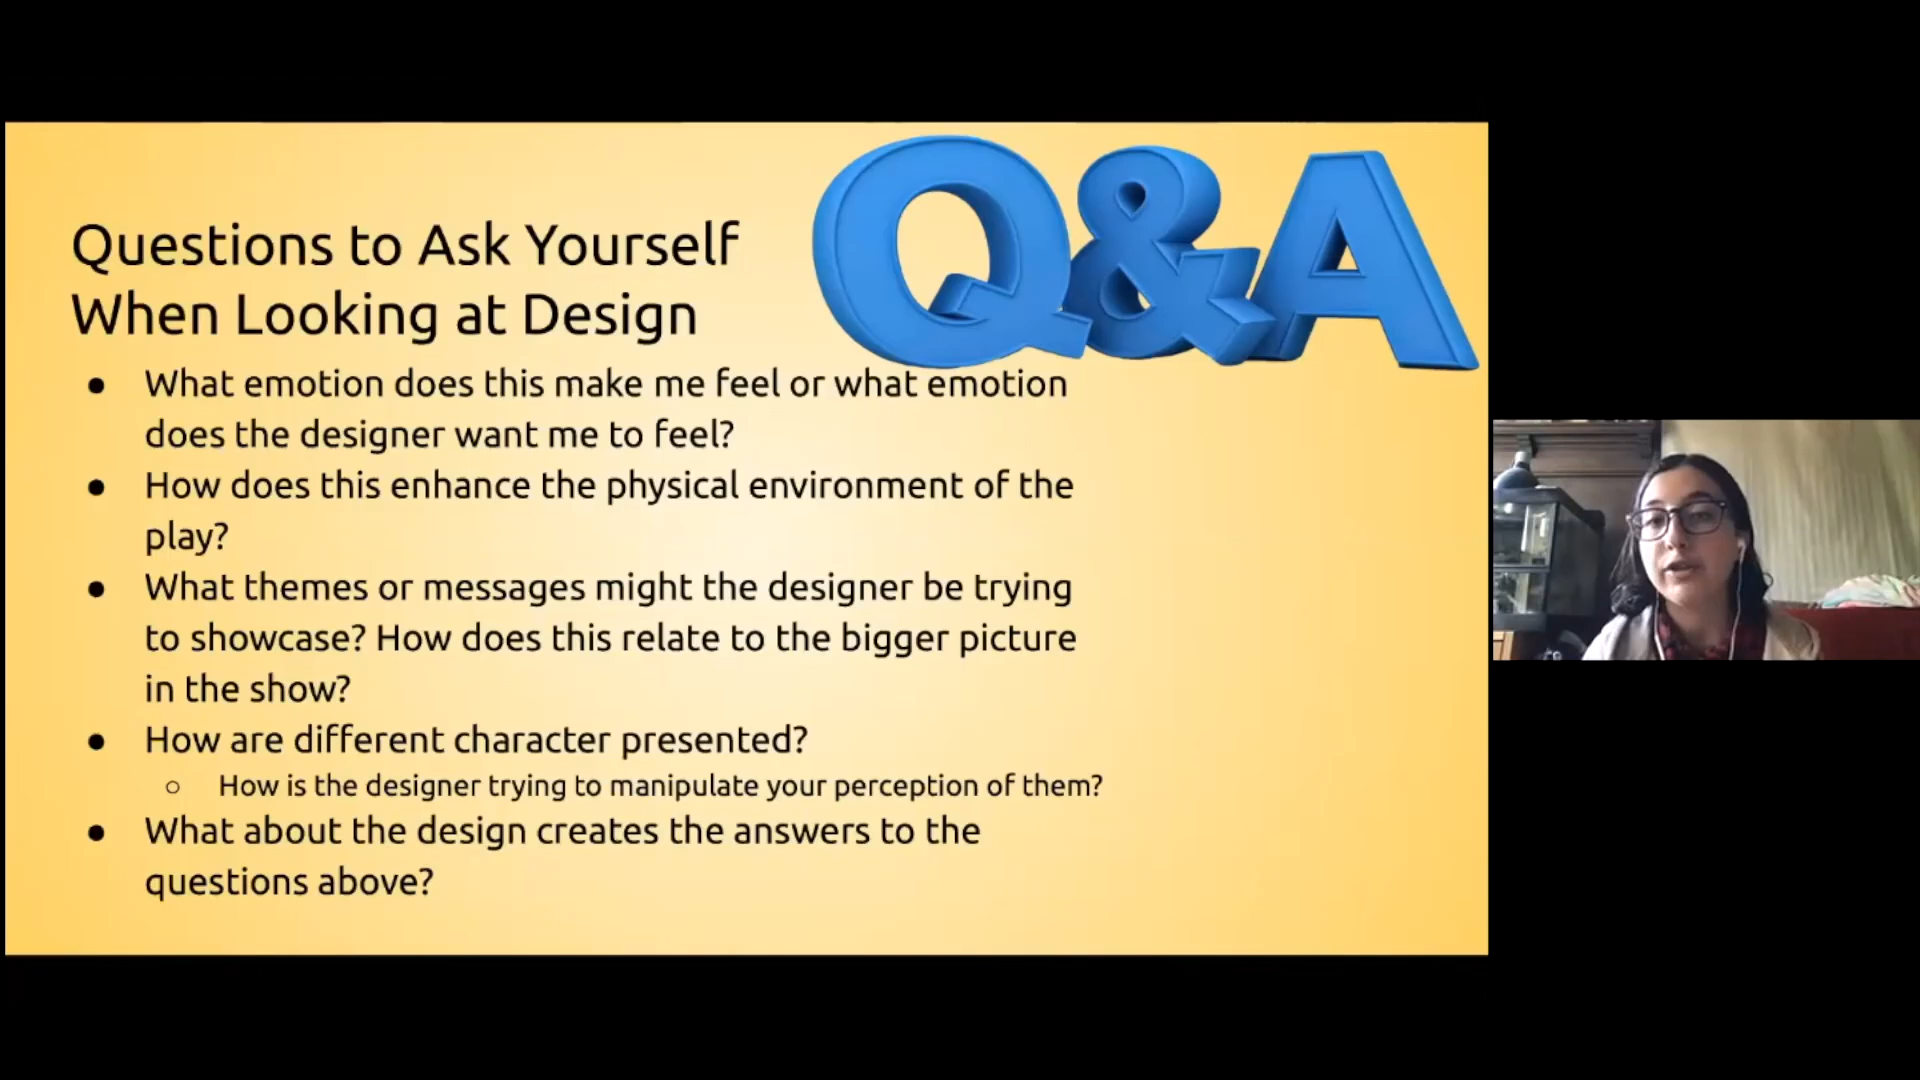 Q&A
Questions to Ask Yourself
When Looking at Design
● What emotion does this make me feel or what emotion
does the designer want me to feel?
● How does this enhance the physical environment of the
play?
● What themes or messages might the designer be trying
to showcase? How does this relate to the bigger picture
in the show?
● How are different character presented?
○ How is the designer trying to manipulate your perception of them?
● What about the design creates the answers to the
questions above?